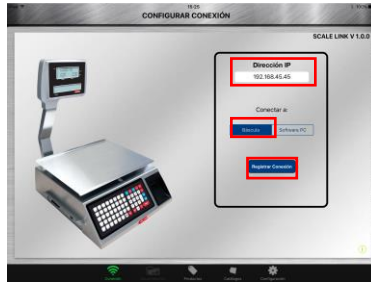 15:25
CONFIGURAR CONEXIÓN
SCALE LINK V 1.0.0
Dirección IP
192.168.45.45
Conectar a:
Báscula
Software PC
Registrar Conexión
Conexión
Productos
Catálogos
Configuración